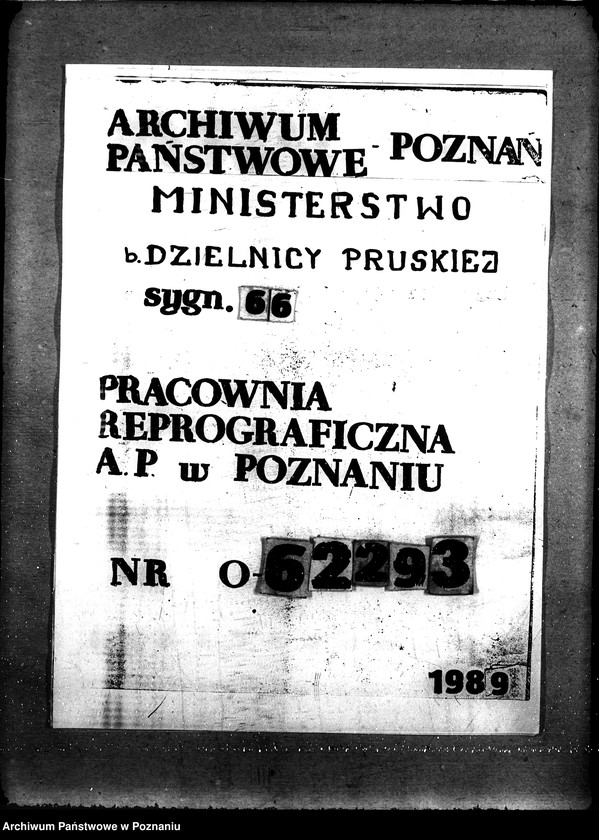 ARCHIWUM
PAŃSTWOWE - POZNAŃ
MINISTERSTWO
b. DZIELNICY PRUSKIEJ
sygn. 66
PRACOWNIA
REPROGRAFICZNA
A.P. w POZNANIU
NR O-62293
1989
Archiwum Państwowe w Poznaniu